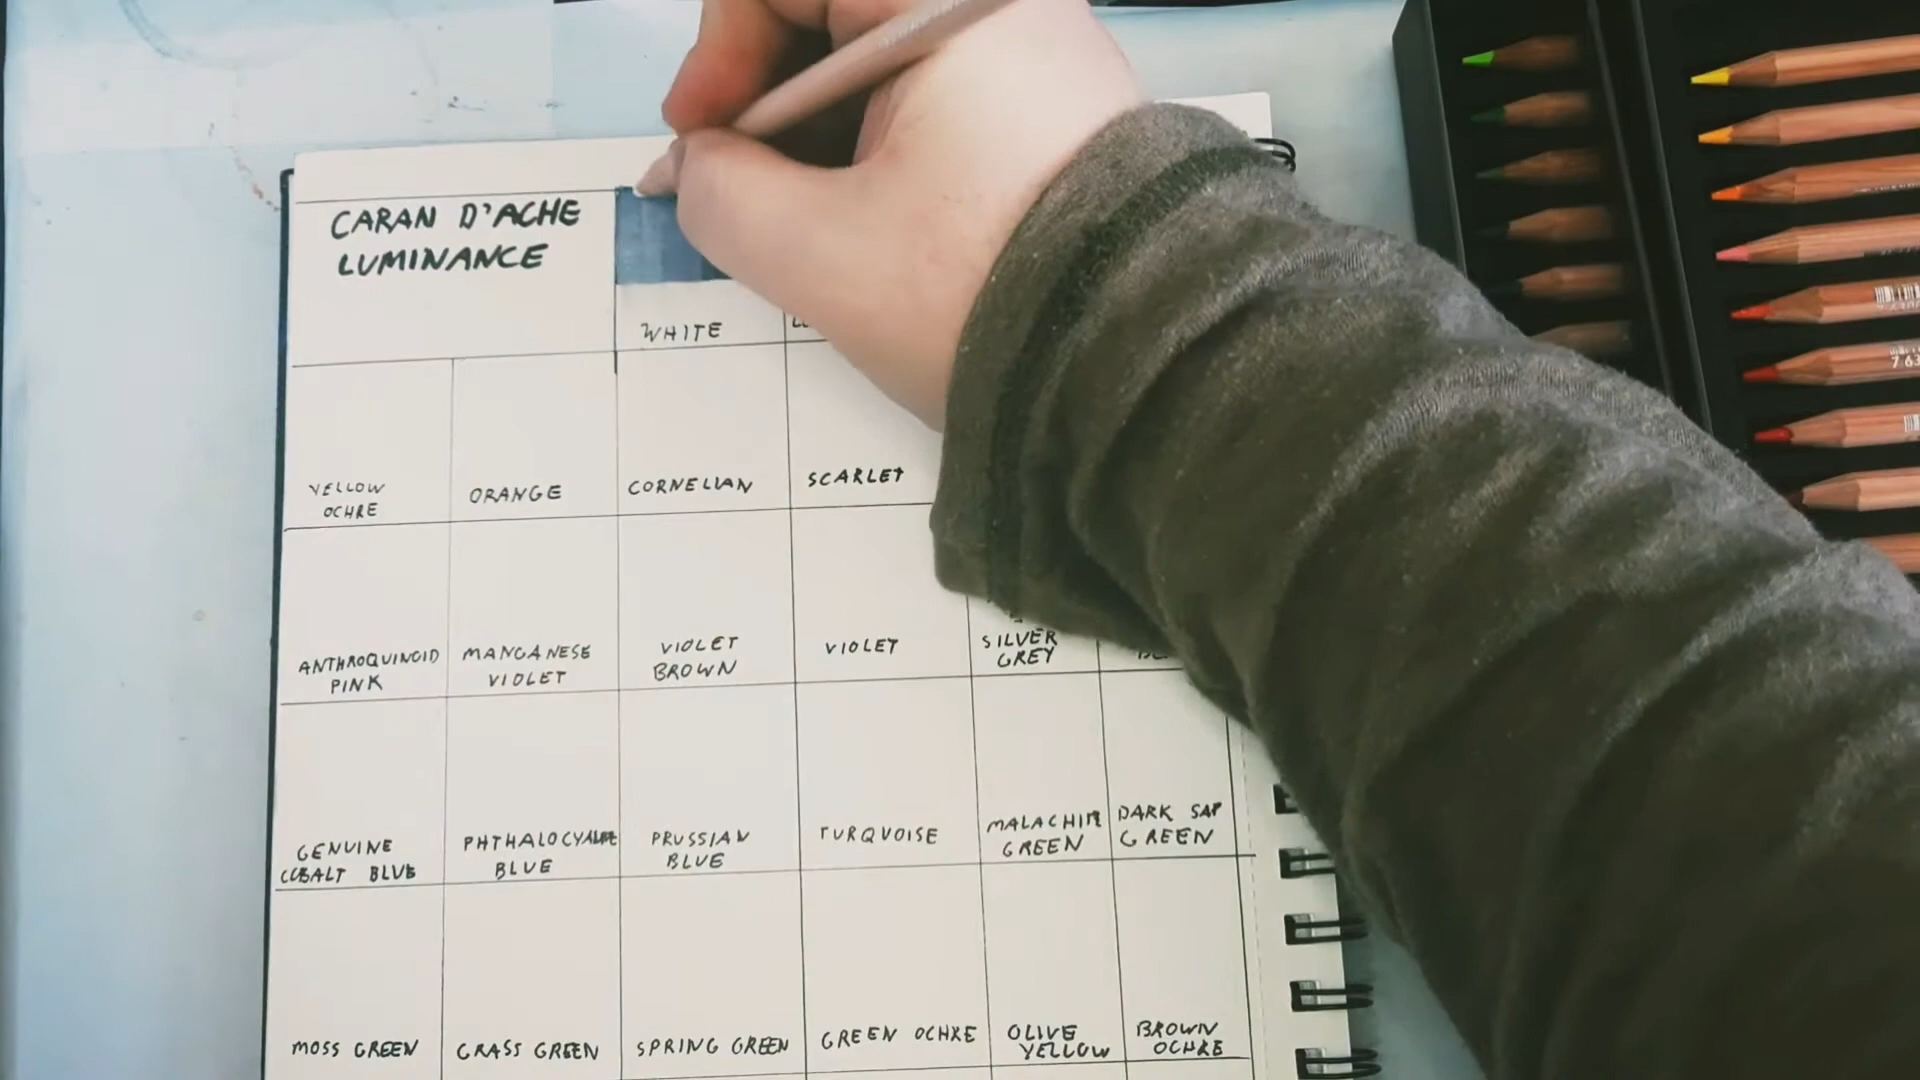 CARAN D'ACHE
LUMINANCE
WHITE
YELLOW
OCHRE
ORANGE
CORNELIAN
SCARLET
ANTHROQUINOID
PINK
MANGANESE
VIOLET
VIOLET
BROWN
VIOLET
SILVER
GREY
GENUINE
COBALT BLUE
BLUE
PRUSSIAN
BLUE
TURQUOISE
GREEN
DARK SAP
GREEN
MOSS GREEN
GRASS GREEN
SPRING GREEN
GREEN OCHRE
OLIVE
YELLOW
BROWN
OCHRE